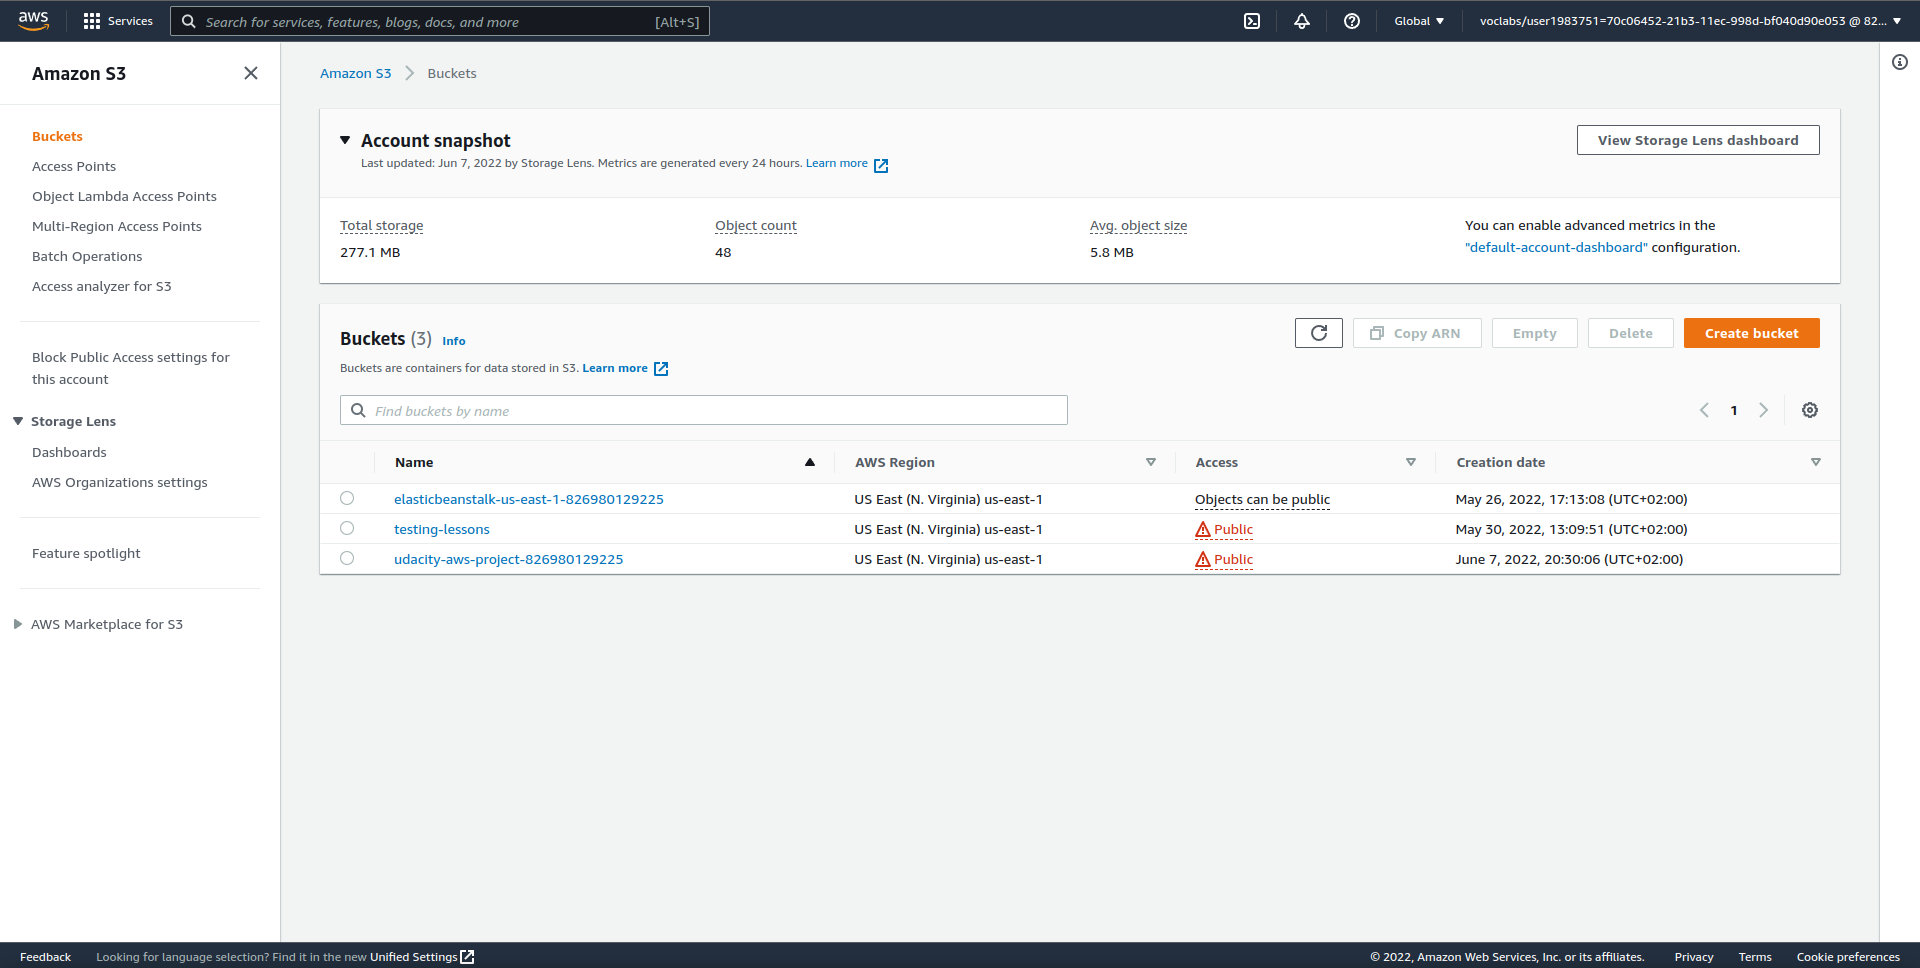 aws
Services
Search for services, features, blogs, docs, and more
[Alt+S]
Global
voclabs/user1983751=70c06452-21b3-11ec-998d-bf040d90e053 @ 82...
Amazon S3
Buckets
Access Points
Object Lambda Access Points
Multi-Region Access Points
Batch Operations
Access analyzer for S3
Block Public Access settings for
this account
Storage Lens
Dashboards
AWS Organizations settings
Feature spotlight
AWS Marketplace for S3
Amazon S3 Buckets
Account snapshot
Last updated: Jun 7, 2022 by Storage Lens. Metrics are generated every 24 hours. Learn more
View Storage Lens dashboard
Total storage
277.1 MB
Object count
48
Avg. object size
5.8 MB
You can enable advanced metrics in the
"default-account-dashboard" configuration.
Buckets (3) Info
Buckets are containers for data stored in S3. Learn more
Copy ARN
Empty
Delete
Create bucket
Find buckets by name
1
Name AWS Region Access Creation date
elasticbeanstalk-us-east-1-826980129225 US East (N. Virginia) us-east-1 Objects can be public May 26, 2022, 17:13:08 (UTC+02:00)
testing-lessons US East (N. Virginia) us-east-1 Public May 30, 2022, 13:09:51 (UTC+02:00)
udacity-aws-project-826980129225 US East (N. Virginia) us-east-1 Public June 7, 2022, 20:30:06 (UTC+02:00)
Feedback
Looking for language selection? Find it in the new Unified Settings
© 2022, Amazon Web Services, Inc. or its affiliates.
Privacy
Terms
Cookie preferences